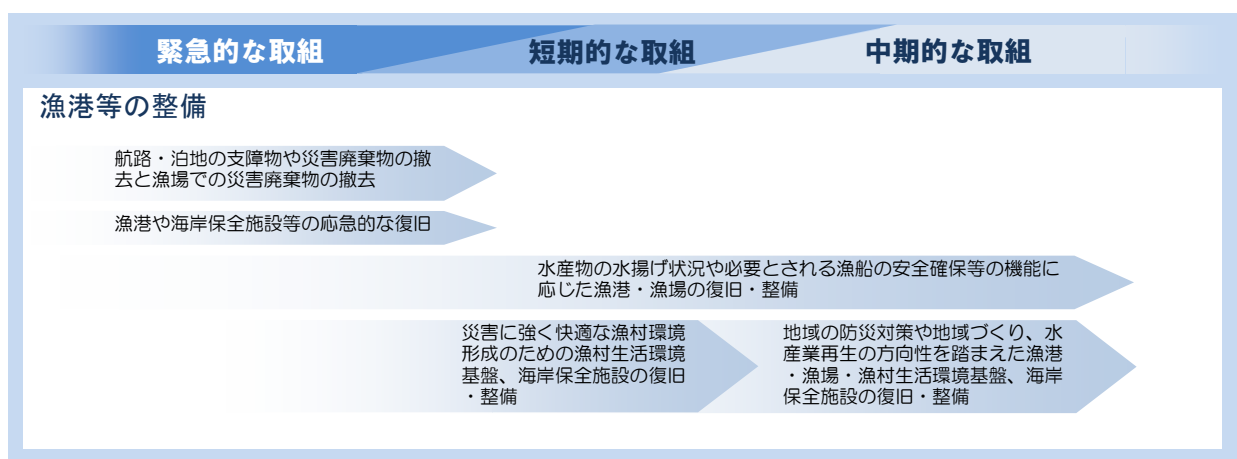 緊急的な取組
短期的な取組
中期的な取組
漁港等の整備
航路・泊地の支障物や災害廃棄物の撤
去と漁場での災害廃棄物の撤去
漁港や海岸保全施設等の応急的な復旧
水産物の水揚げ状況や必要とされる漁船の安全確保等の機能に
応じた漁港・漁場の復旧・整備
災害に強く快適な漁村環境
形成のための漁村生活環境
基盤、海岸保全施設の復旧
・整備
地域の防災対策や地域づくり、水
産業再生の方向性を踏まえた漁港
・漁場・漁村生活環境基盤、海岸
保全施設の復旧・整備